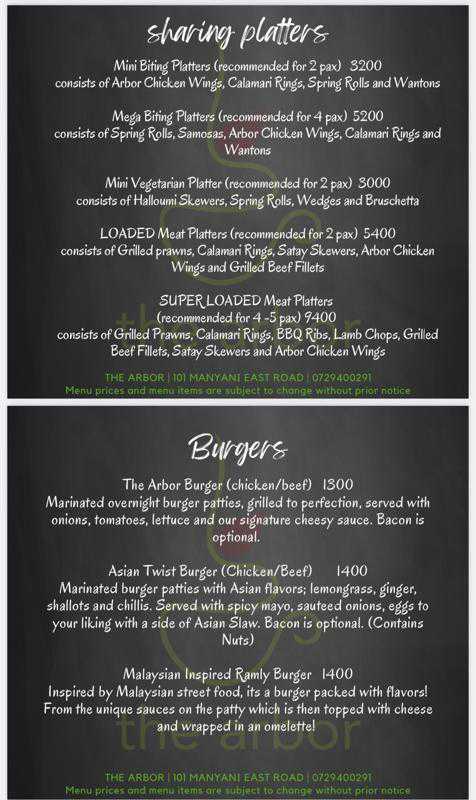 sharing platters
Mini Biting Platters (recommended for 2 pax) 3200
consists of Arbor Chicken Wings, Calamari Rings, Spring Rolls and Wantons
Mega Biting Platters (recommended for 4 pax) 5200
consists of Spring Rolls, Samosas, Arbor Chicken Wings, Calamari Rings and
Wantons
Mini Vegetarian Platter (recommended for 2 pax) 3000
consists of Halloumi Skewers, Spring Rolls, Wedges and Bruschetta
LOADED Meat Platters (recommended for 2 pax) 5400
consists of Grilled prawns, Calamari Rings, Satay Skewers, Arbor Chicken
Wings and Grilled Beef Fillets
SUPER LOADED Meat Platters
(recommended for 4 -5 pax) 9400
consists of Grilled Prawns, Calamari Rings, BBQ Ribs, Lamb Chops, Grilled
Beef Fillets, Satay Skewers and Arbor Chicken Wings
the arbor
THE ARBOR | 101 MANYANI EAST ROAD | 0729400291
Menu prices and menu items are subject to change without prior notice
Burgers
The Arbor Burger (chicken/beef) 1300
Marinated overnight burger patties, grilled to perfection, served with
onions, tomatoes, lettuce and our signature cheesy sauce. Bacon is
optional.
Asian Twist Burger (Chicken/Beef) 1400
Marinated burger patties with Asian flavors; lemongrass, ginger,
shallots and chillis. Served with spicy mayo, sauteed onions, eggs to
your liking with a side of Asian Slaw. Bacon is optional. (Contains
Nuts)
Malaysian Inspired Ramly Burger 1400
Inspired by Malaysian street food, its a burger packed with flavors!
From the unique sauces on the patty which is then topped with cheese
and wrapped in an omelette!
the arbor
THE ARBOR | 101 MANYANI EAST ROAD | 0729400291
Menu prices and menu items are subject to change without prior notice